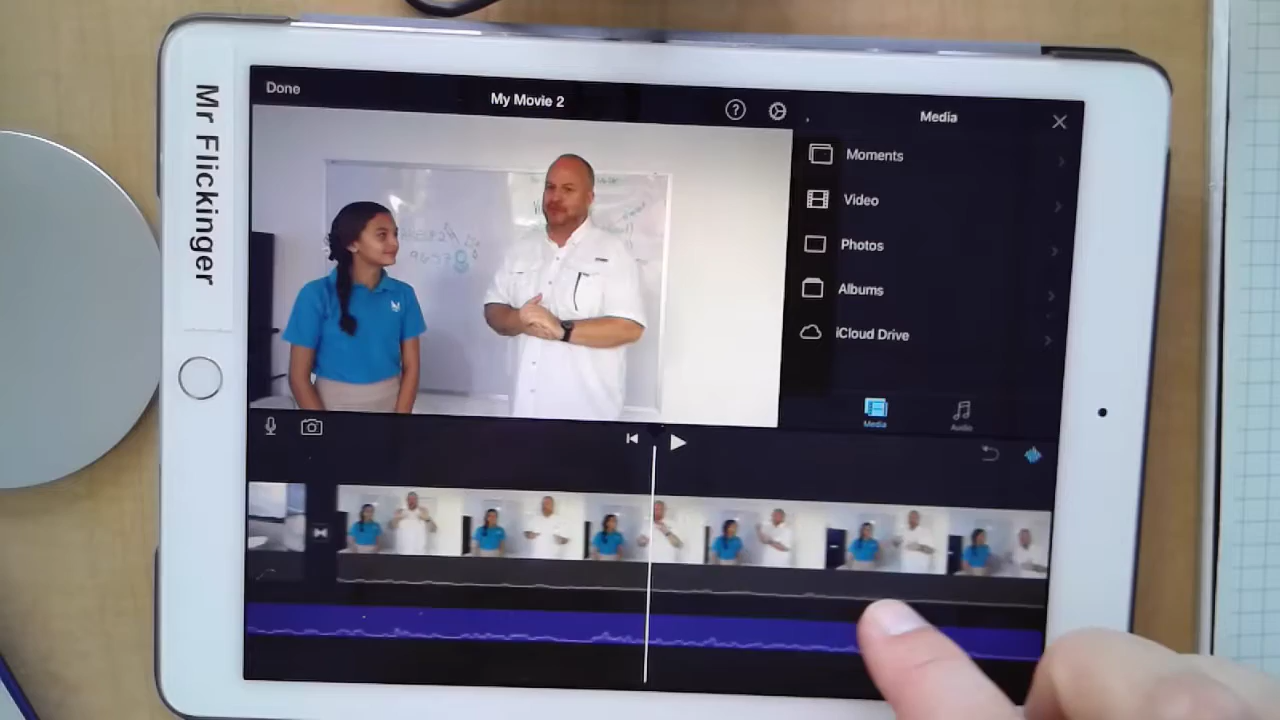 Mr Flickinger
Done
My Movie 2
?
Media
Moments
Video
Photos
Albums
iCloud Drive
Media
Audio